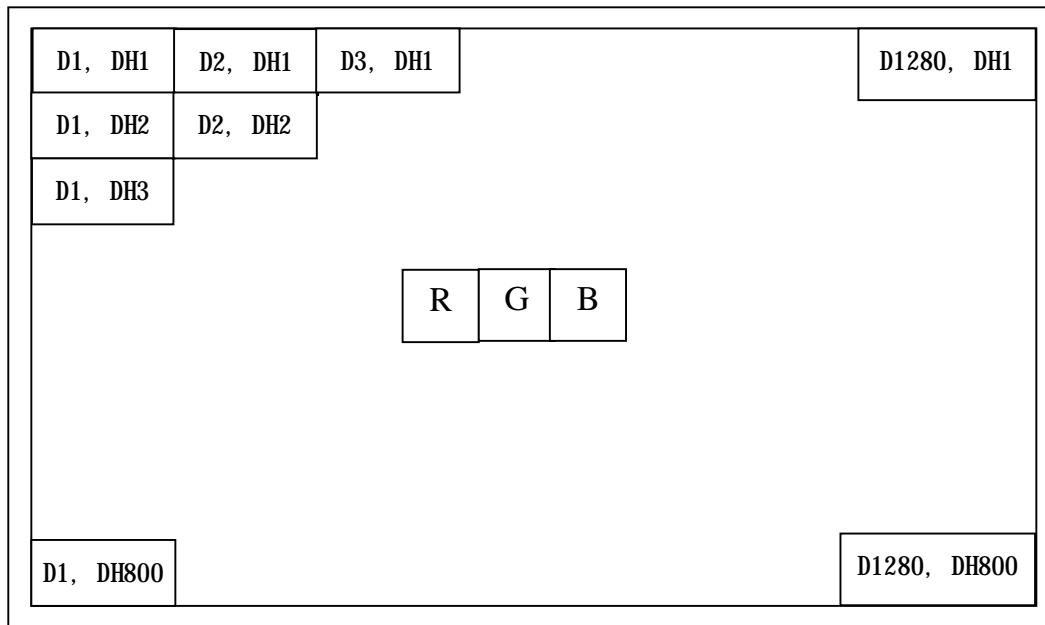 D1, DH1 D2, DH1 D3, DH1 D1280, DH1
D1, DH2 D2, DH2
D1, DH3
R G B
D1, DH800 D1280, DH800